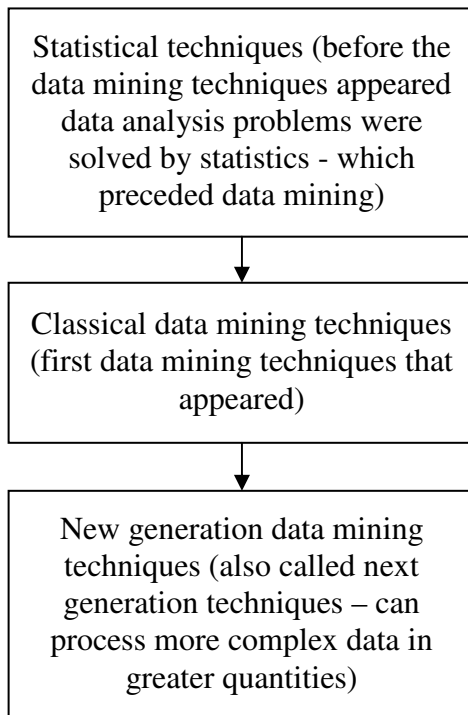 Statistical techniques (before the
data mining techniques appeared
data analysis problems were
solved by statistics - which
preceded data mining)
Classical data mining techniques
(first data mining techniques that
appeared)
New generation data mining
techniques (also called next
generation techniques – can
process more complex data in
greater quantities)